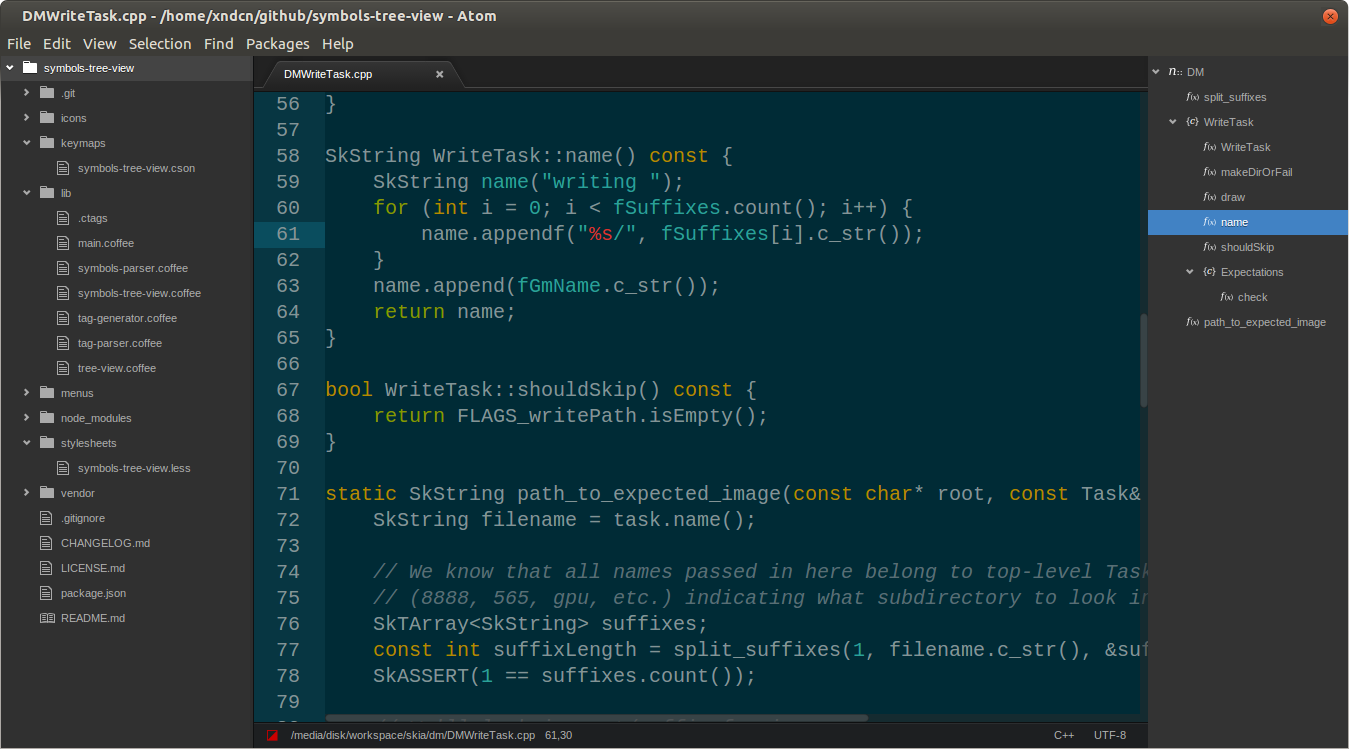 DMWriteTask.cpp - /home/xndcn/github/symbols-tree-view - Atom
File Edit View Selection Find Packages Help
symbols-tree-view
.git
icons
keymaps
symbols-tree-view.cson
lib
.ctags
main.coffee
symbols-parser.coffee
symbols-tree-view.coffee
tag-generator.coffee
tag-parser.coffee
tree-view.coffee
menus
node_modules
stylesheets
symbols-tree-view.less
vendor
.gitignore
CHANGELOG.md
LICENSE.md
package.json
README.md
DMWriteTask.cpp
56 }
57
58 SkString WriteTask::name() const {
59     SkString name("writing ");
60     for (int i = 0; i < fSuffixes.count(); i++) {
61         name.appendf("%s/", fSuffixes[i].c_str());
62     }
63     name.append(fGmName.c_str());
64     return name;
65 }
66
67 bool WriteTask::shouldSkip() const {
68     return FLAGS_writePath.isEmpty();
69 }
70
71 static SkString path_to_expected_image(const char* root, const Task&
72     SkString filename = task.name();
73
74     // We know that all names passed in here belong to top-level Task
75     // (8888, 565, gpu, etc.) indicating what subdirectory to look in
76     SkTArray<SkString> suffixes;
77     const int suffixLength = split_suffixes(1, filename.c_str(), &suf
78     SkASSERT(1 == suffixes.count());
79
/media/disk/workspace/skia/dm/DMWriteTask.cpp 61,30
C++ UTF-8
n:: DM
f(x) split_suffixes
{c} WriteTask
f(x) WriteTask
f(x) makeDirOrFail
f(x) draw
f(x) name
f(x) shouldSkip
{c} Expectations
f(x) check
f(x) path_to_expected_image